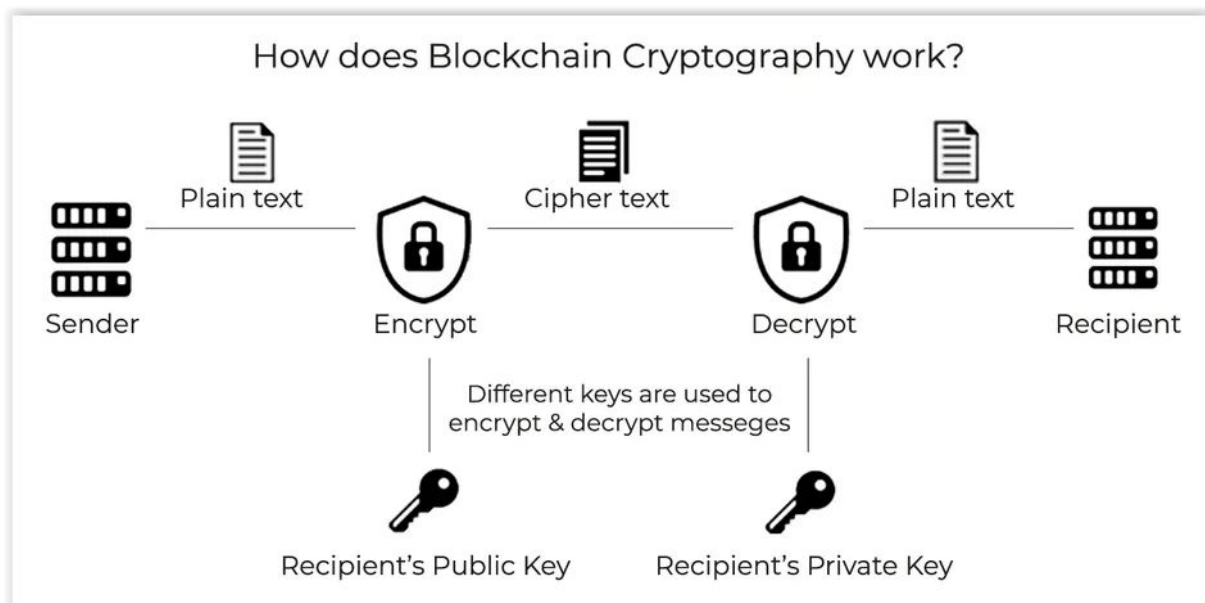 How does Blockchain Cryptography work?
Plain text
Cipher text
Plain text
Sender
Encrypt
Decrypt
Recipient
Different keys are used to
encrypt & decrypt messeges
Recipient's Public Key
Recipient's Private Key